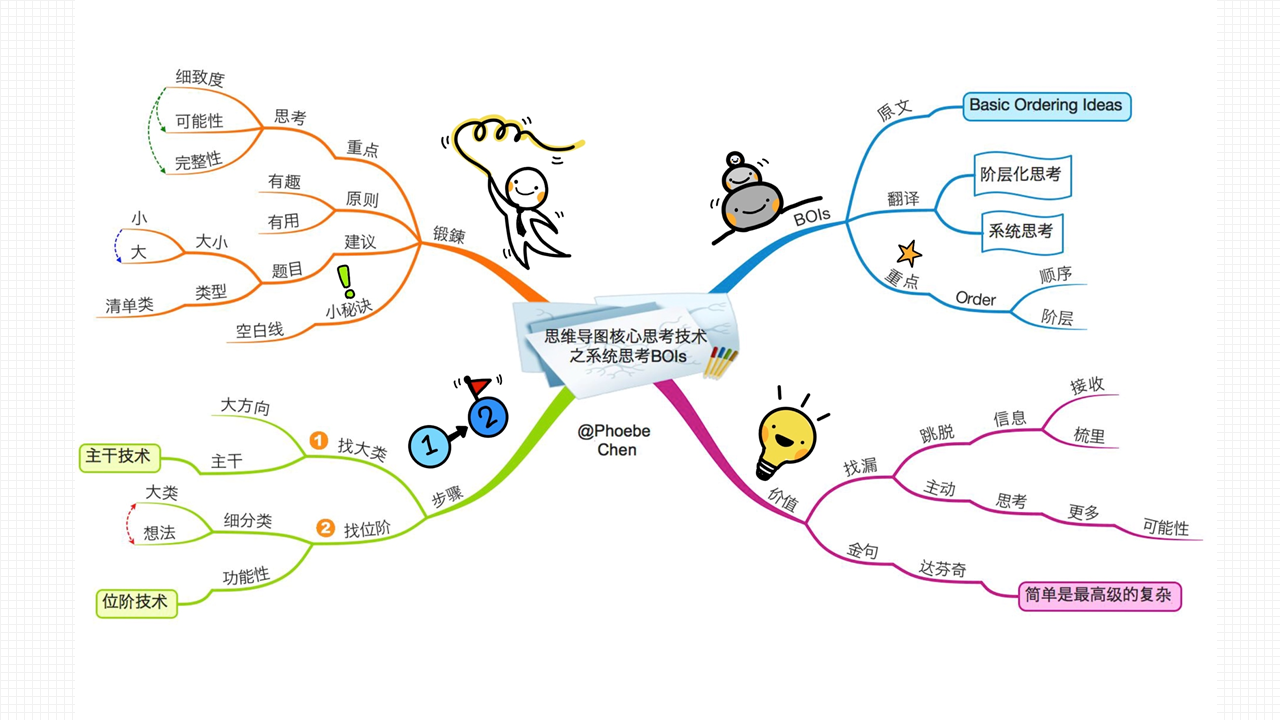 思维导图核心思考技术
之系统思考BOIs
@Phoebe
Chen
BOIs
原文
Basic Ordering Ideas
翻译
阶层化思考
系统思考
重点
Order
顺序
阶层
价值
找漏
跳脱
信息
接收
梳里
主动
思考
更多
可能性
金句
达芬奇
简单是最高级的复杂
步骤
1
2
1
找大类
大方向
主干
主干技术
2
找位阶
细分类
大类
想法
功能性
位阶技术
锻鍊
重点
思考
细致度
可能性
完整性
原则
有趣
有用
建议
题目
大小
小
大
类型
清单类
小秘诀
空白线